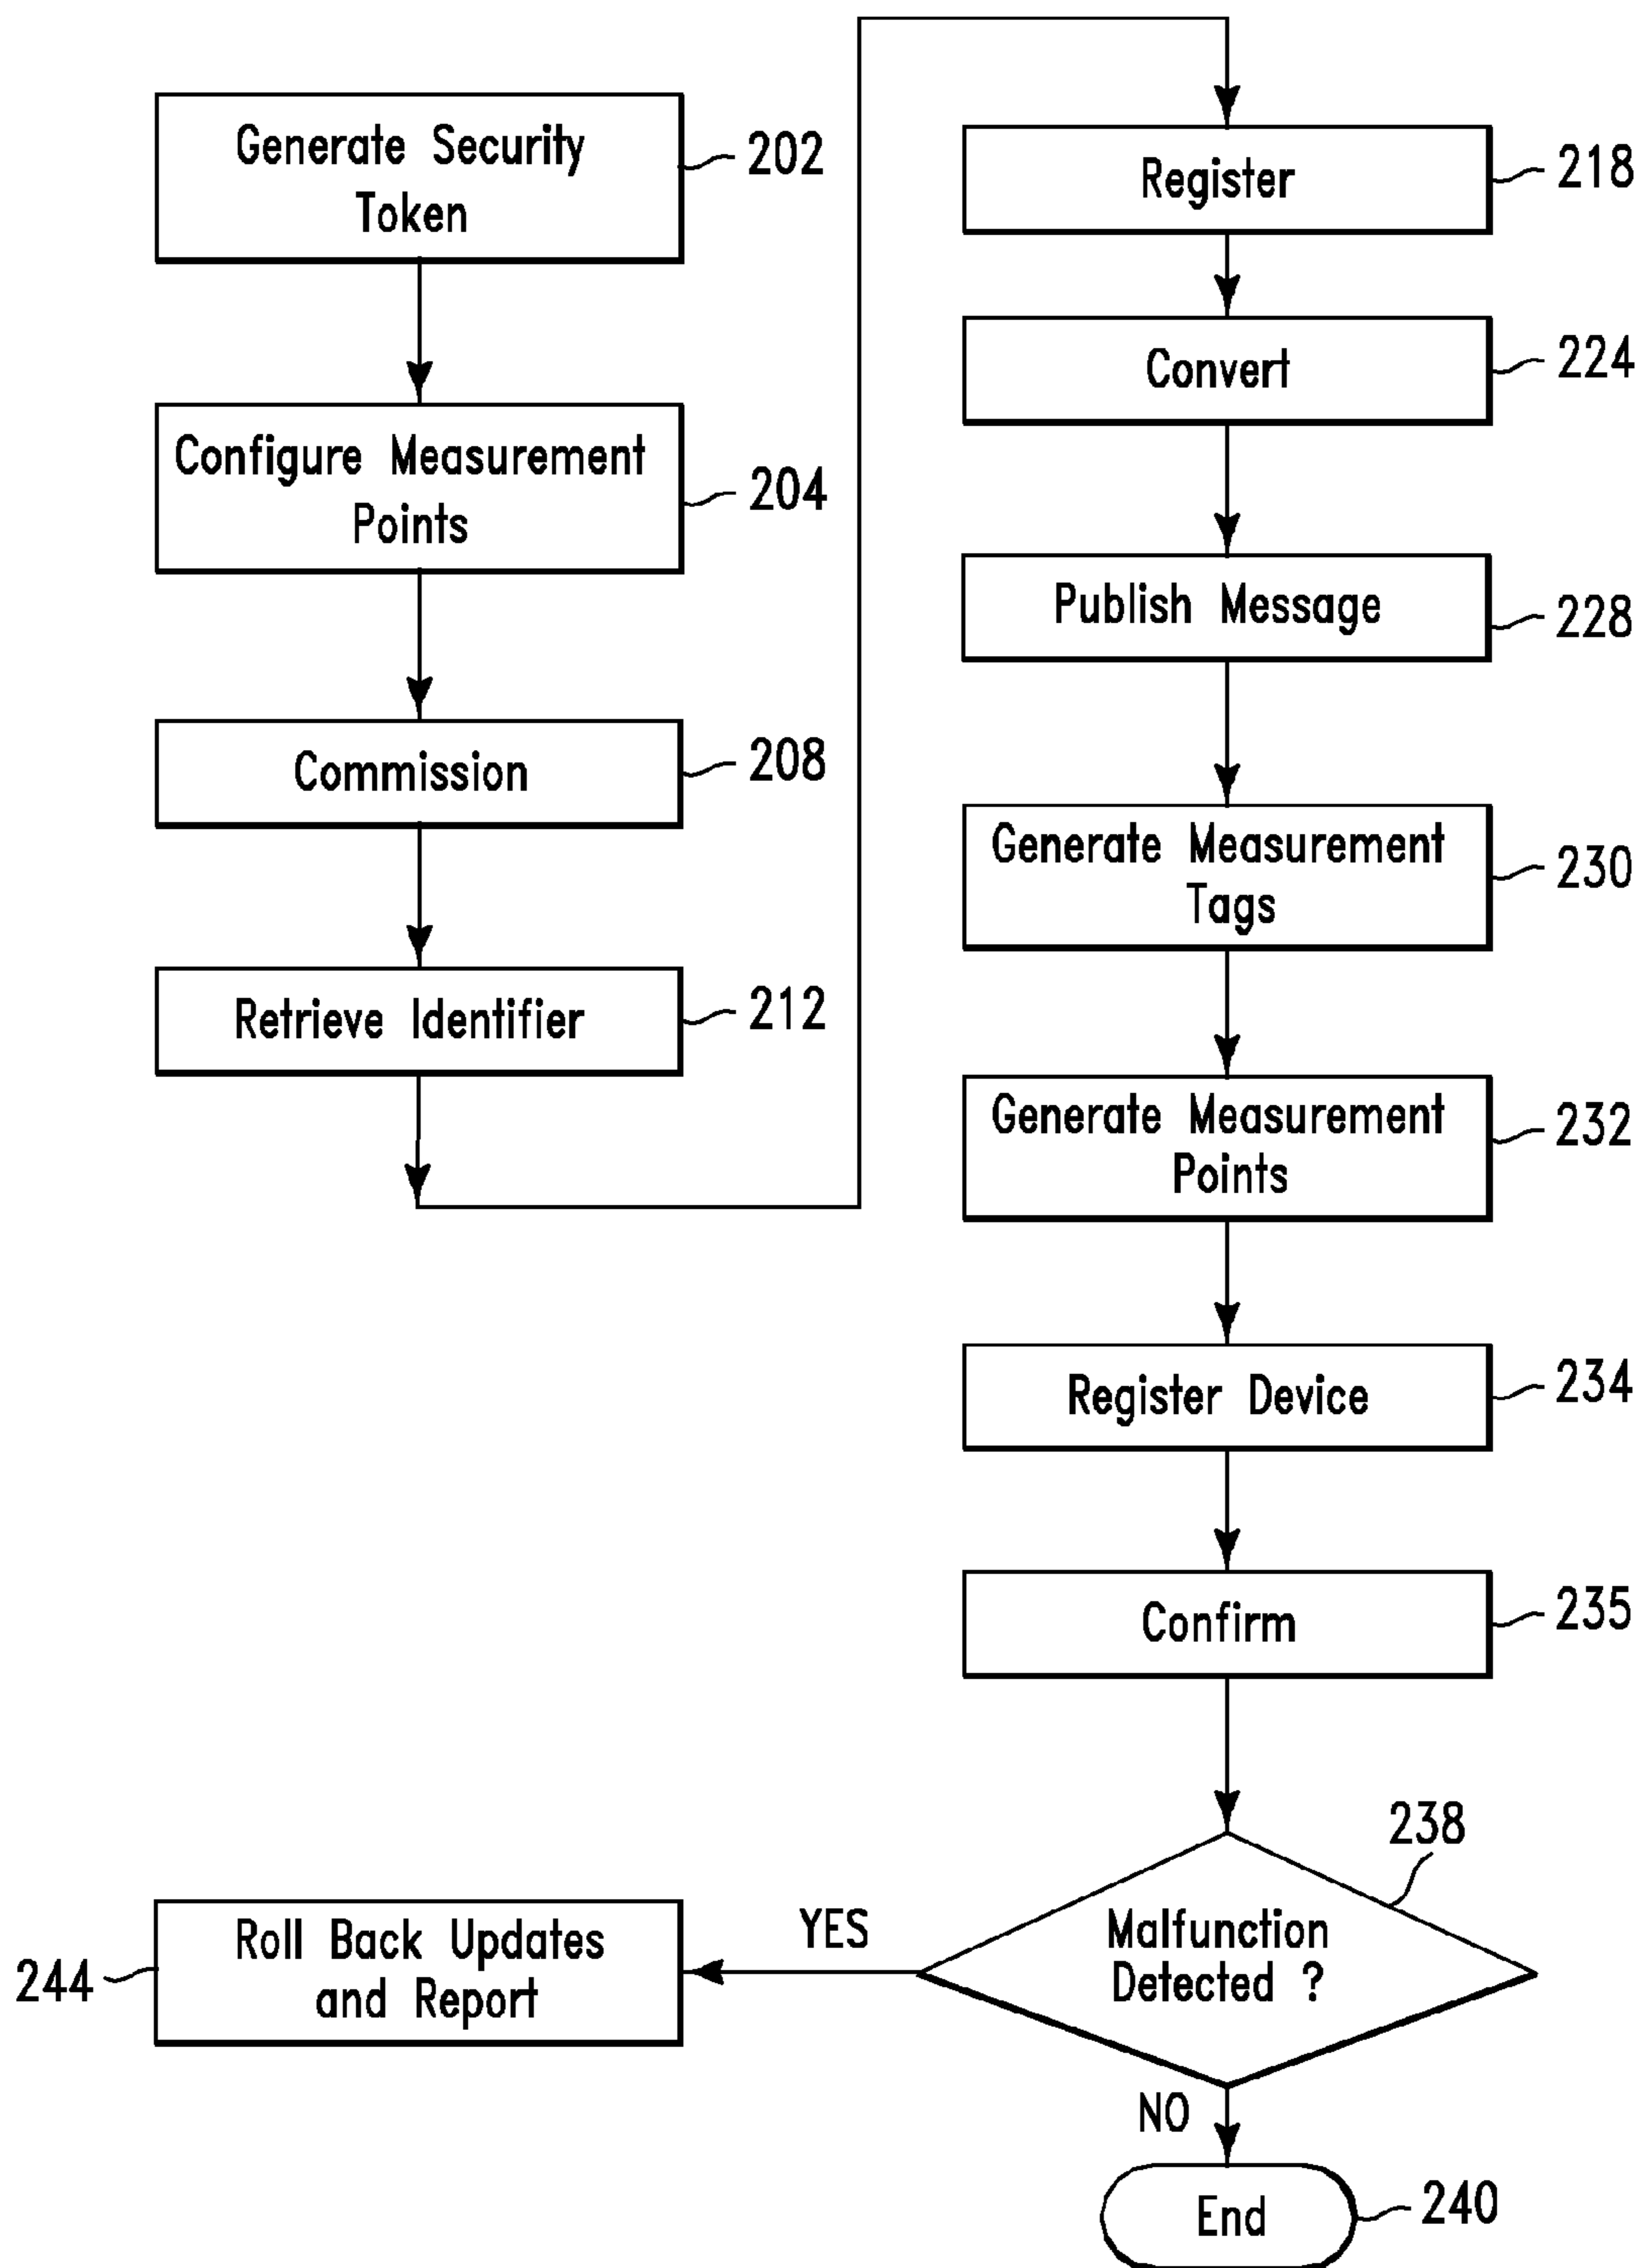 Generate Security
Token
202
Configure Measurement
Points
204
Commission
208
Retrieve Identifier
212
Register
218
Convert
224
Publish Message
228
Generate Measurement
Tags
230
Generate Measurement
Points
232
Register Device
234
Confirm
235
238
Malfunction
Detected ?
YES
Roll Back Updates
and Report
244
NO
End
240